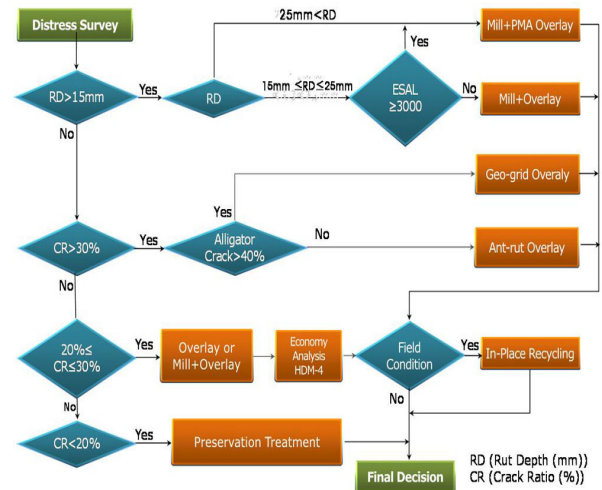 Distress Survey
25mm<RD
Mill+PMA Overlay
Yes
RD>15mm
Yes
RD
15mm ≤RD≤25mm
ESAL
≥3000
No
Mill+Overlay
No
Geo-grid Overaly
Yes
CR>30%
Yes
Alligator
Crack>40%
No
Ant-rut Overlay
No
20%≤
CR≤30%
Yes
Overlay or
Mill+Overlay
Economy
Analysis
HDM-4
Field
Condition
Yes
In-Place Recycling
No
No
CR<20%
Yes
Preservation Treatment
Final Decision
RD (Rut Depth (mm))
CR (Crack Ratio (%))